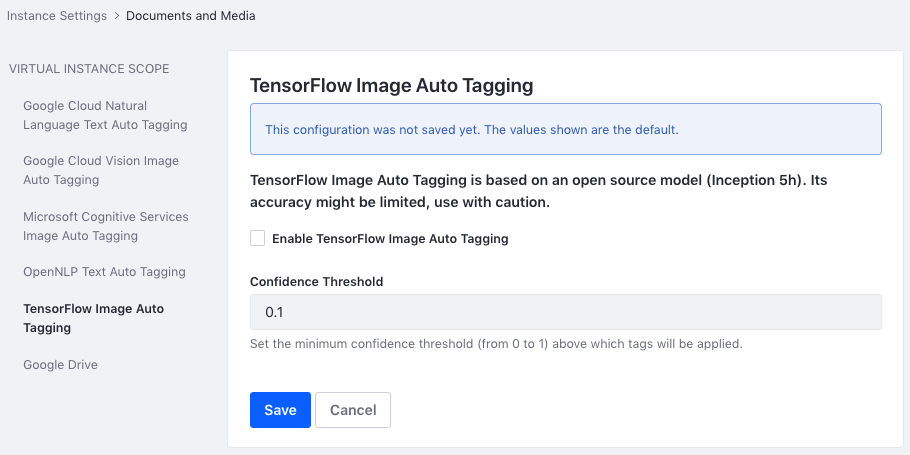 Instance Settings > Documents and Media
VIRTUAL INSTANCE SCOPE
Google Cloud Natural
Language Text Auto Tagging
Google Cloud Vision Image
Auto Tagging
Microsoft Cognitive Services
Image Auto Tagging
OpenNLP Text Auto Tagging
TensorFlow Image Auto
Tagging
Google Drive
TensorFlow Image Auto Tagging
This configuration was not saved yet. The values shown are the default.
TensorFlow Image Auto Tagging is based on an open source model (Inception 5h). Its
accuracy might be limited, use with caution.
Enable TensorFlow Image Auto Tagging
Confidence Threshold
0.1
Set the minimum confidence threshold (from 0 to 1) above which tags will be applied.
Save Cancel